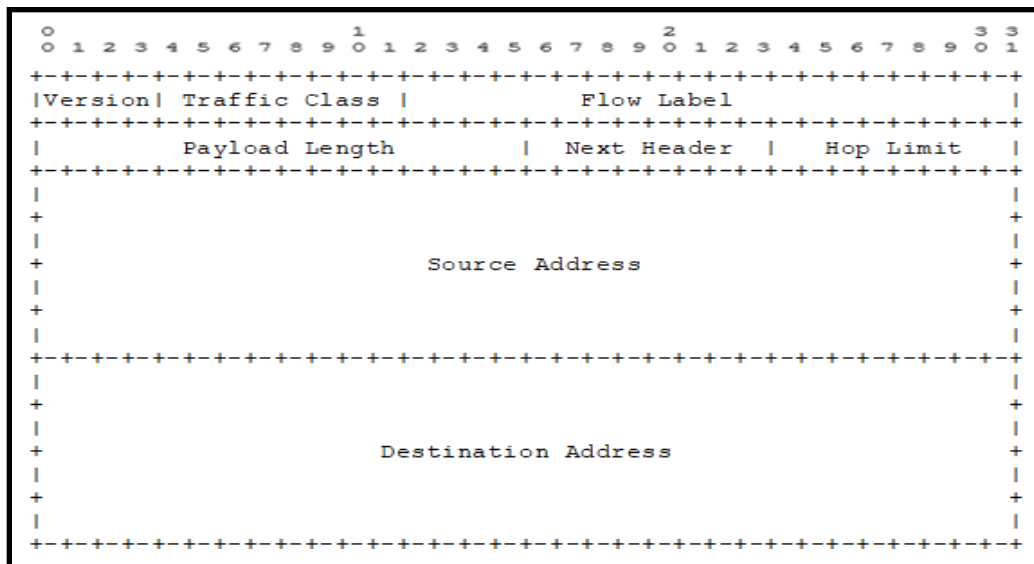 0                   1                   2                   3 3
0 1 2 3 4 5 6 7 8 9 0 1 2 3 4 5 6 7 8 9 0 1 2 3 4 5 6 7 8 9 0 1
+-+-+-+-+-+-+-+-+-+-+-+-+-+-+-+-+-+-+-+-+-+-+-+-+-+-+-+-+-+-+-+-+
|Version| Traffic Class |           Flow Label                  |
+-+-+-+-+-+-+-+-+-+-+-+-+-+-+-+-+-+-+-+-+-+-+-+-+-+-+-+-+-+-+-+-+
|         Payload Length        |  Next Header  |   Hop Limit   |
+-+-+-+-+-+-+-+-+-+-+-+-+-+-+-+-+-+-+-+-+-+-+-+-+-+-+-+-+-+-+-+-+
|                                                               |
+                                                               +
|                                                               |
+                         Source Address                        +
|                                                               |
+                                                               +
|                                                               |
+-+-+-+-+-+-+-+-+-+-+-+-+-+-+-+-+-+-+-+-+-+-+-+-+-+-+-+-+-+-+-+-+
|                                                               |
+                                                               +
|                                                               |
+                      Destination Address                      +
|                                                               |
+                                                               +
|                                                               |
+-+-+-+-+-+-+-+-+-+-+-+-+-+-+-+-+-+-+-+-+-+-+-+-+-+-+-+-+-+-+-+-+